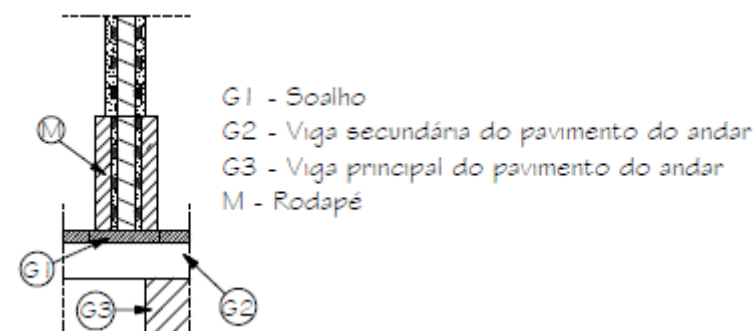 G1 - Soalho
G2 - Viga secundária do pavimento do andar
G3 - Viga principal do pavimento do andar
M - Rodapé
M
G1
G2
G3